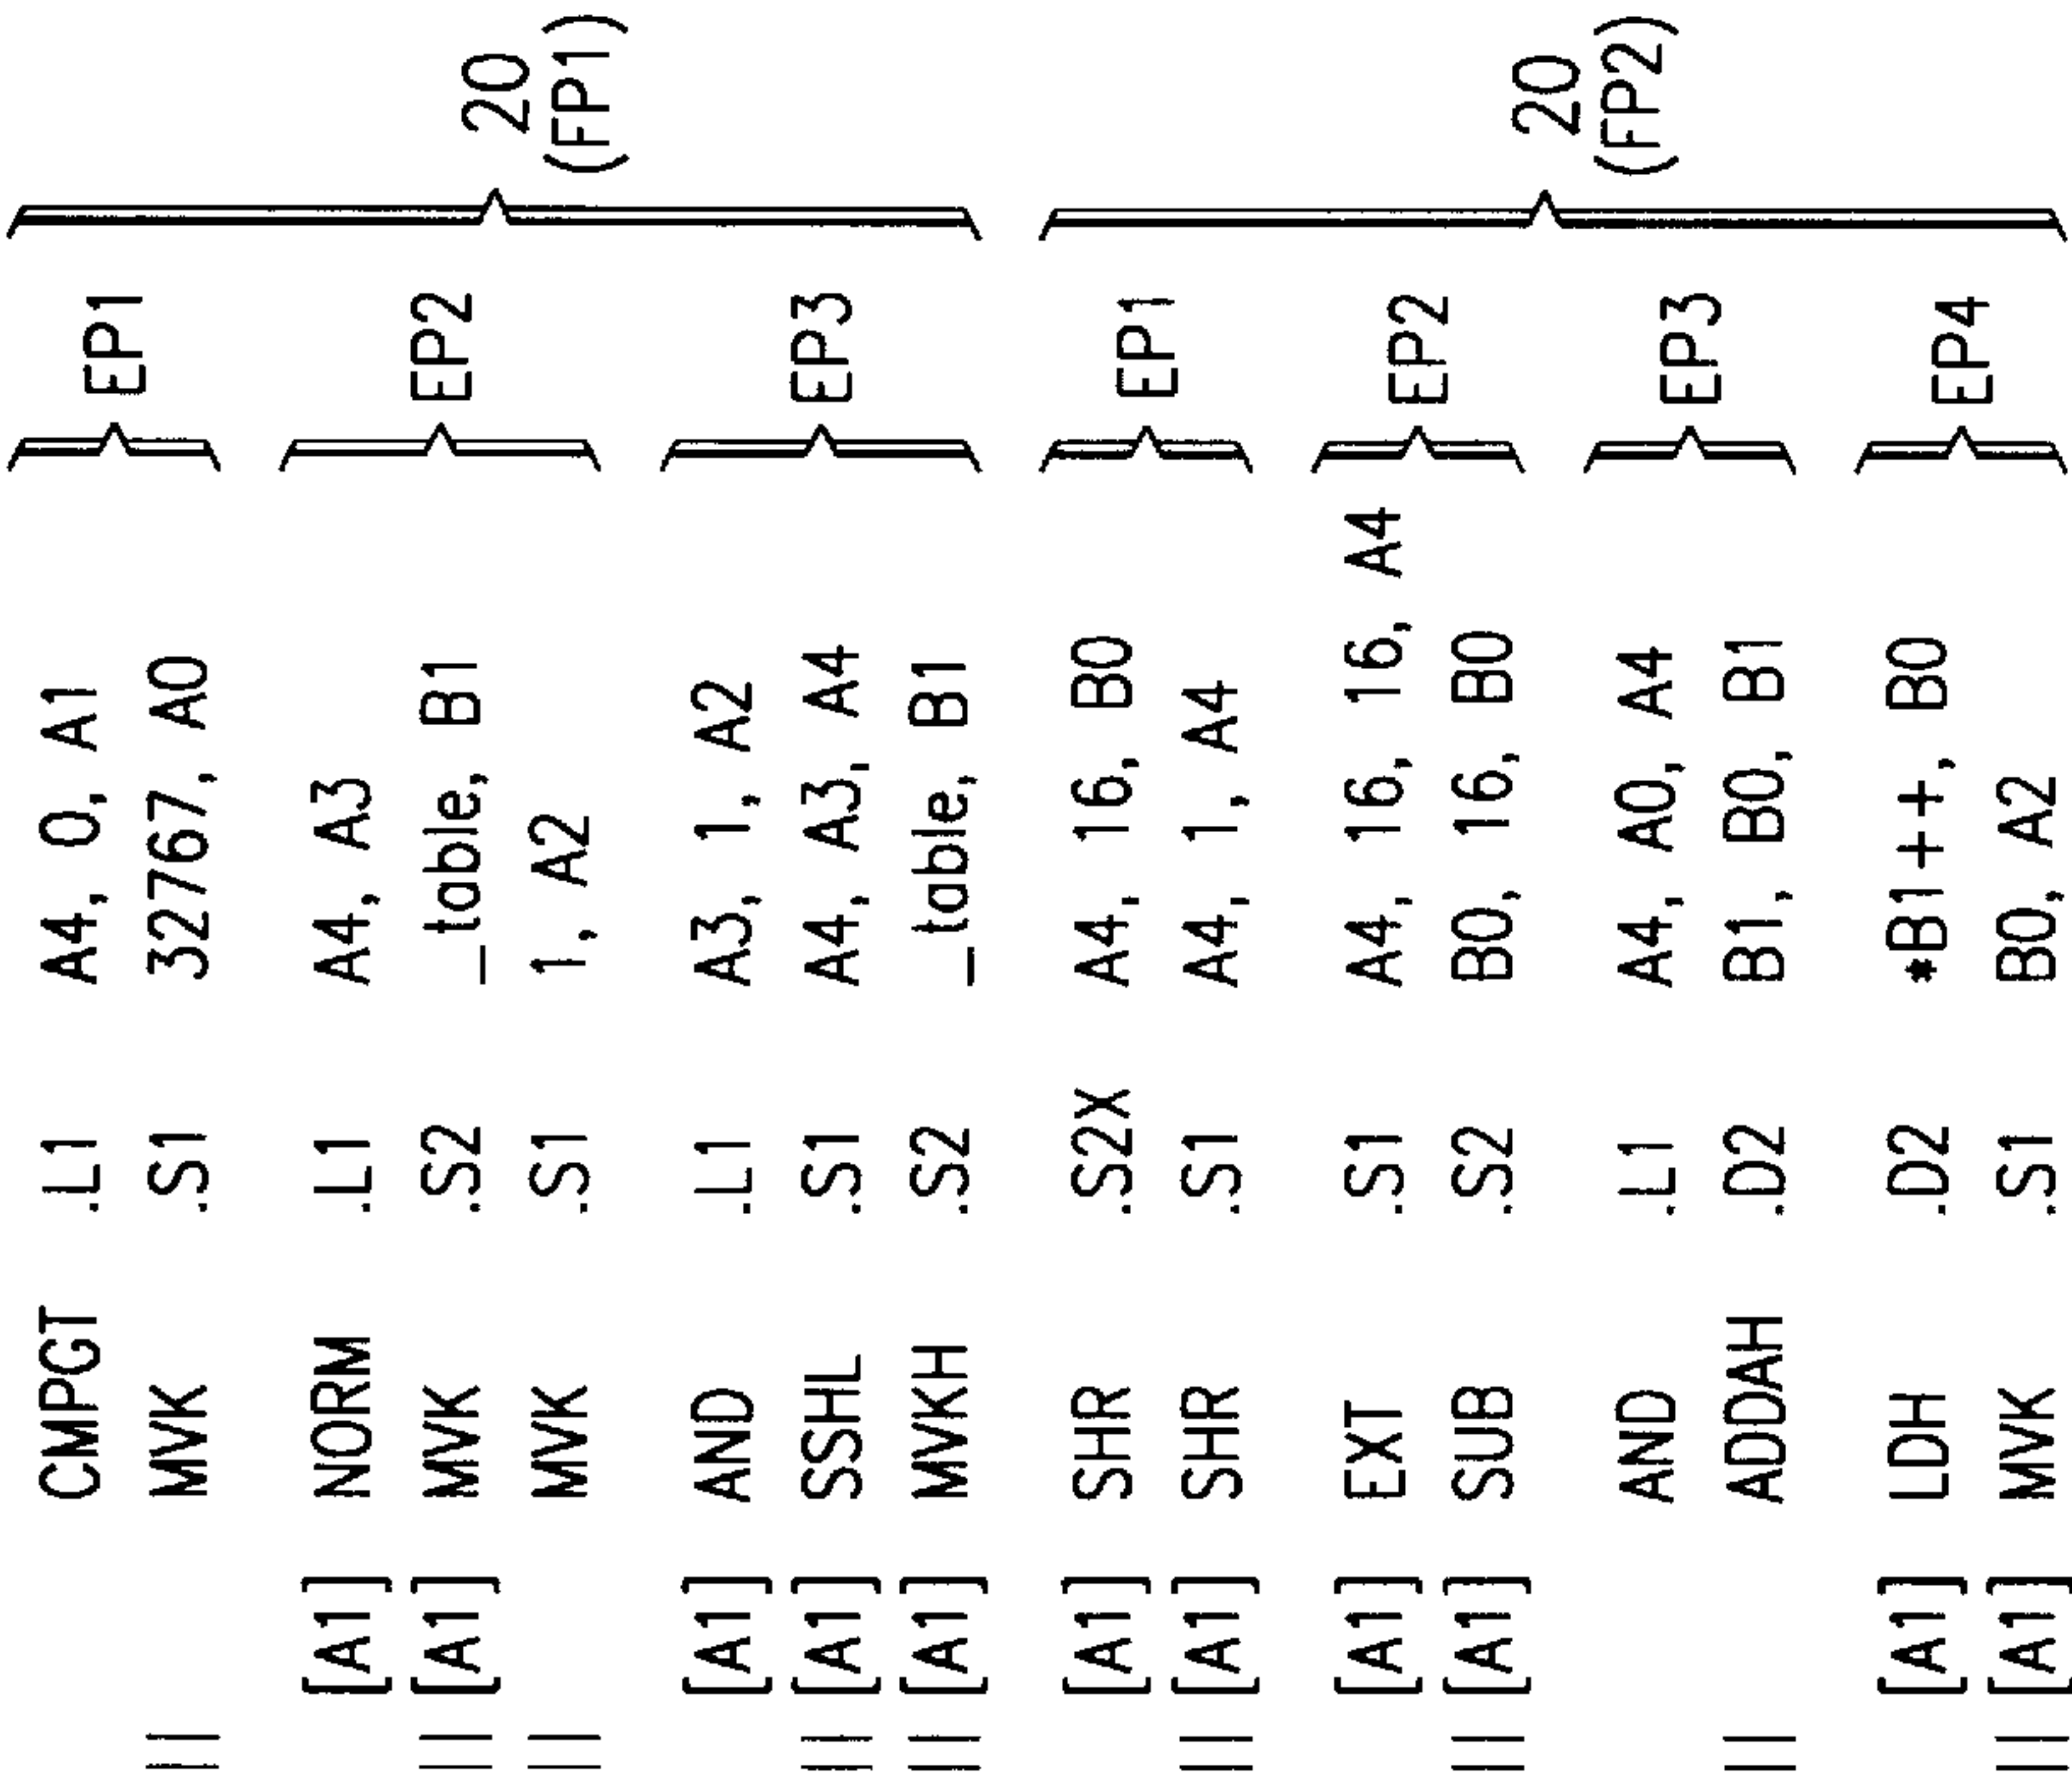 CMPGT .L1 A4, 0, A1
|| MVK .S1 32767, A0
EP1
[A1] NORM .L1 A4, A3
|| [A1] MVK .S2 _table, B1
|| MVK .S1 1, A2
EP2
[A1] AND .L1 A3, 1, A2
|| [A1] SSHL .S1 A4, A3, A4
|| [A1] MVKH .S2 _table, B1
EP3
20
(FP1)
[A1] SHR .S2X A4, 16, B0
|| [A1] SHR .S1 A4, 1, A4
EP1
[A1] EXT .S1 A4, 16, 16, A4
|| [A1] SUB .S2 B0, 16, B0
EP2
AND .L1 A4, A0, A4
|| ADDAH .D2 B1, B0, B1
EP3
[A1] LDH .D2 *B1++, B0
|| [A1] MVK .S1 B0, A2
EP4
20
(FP2)